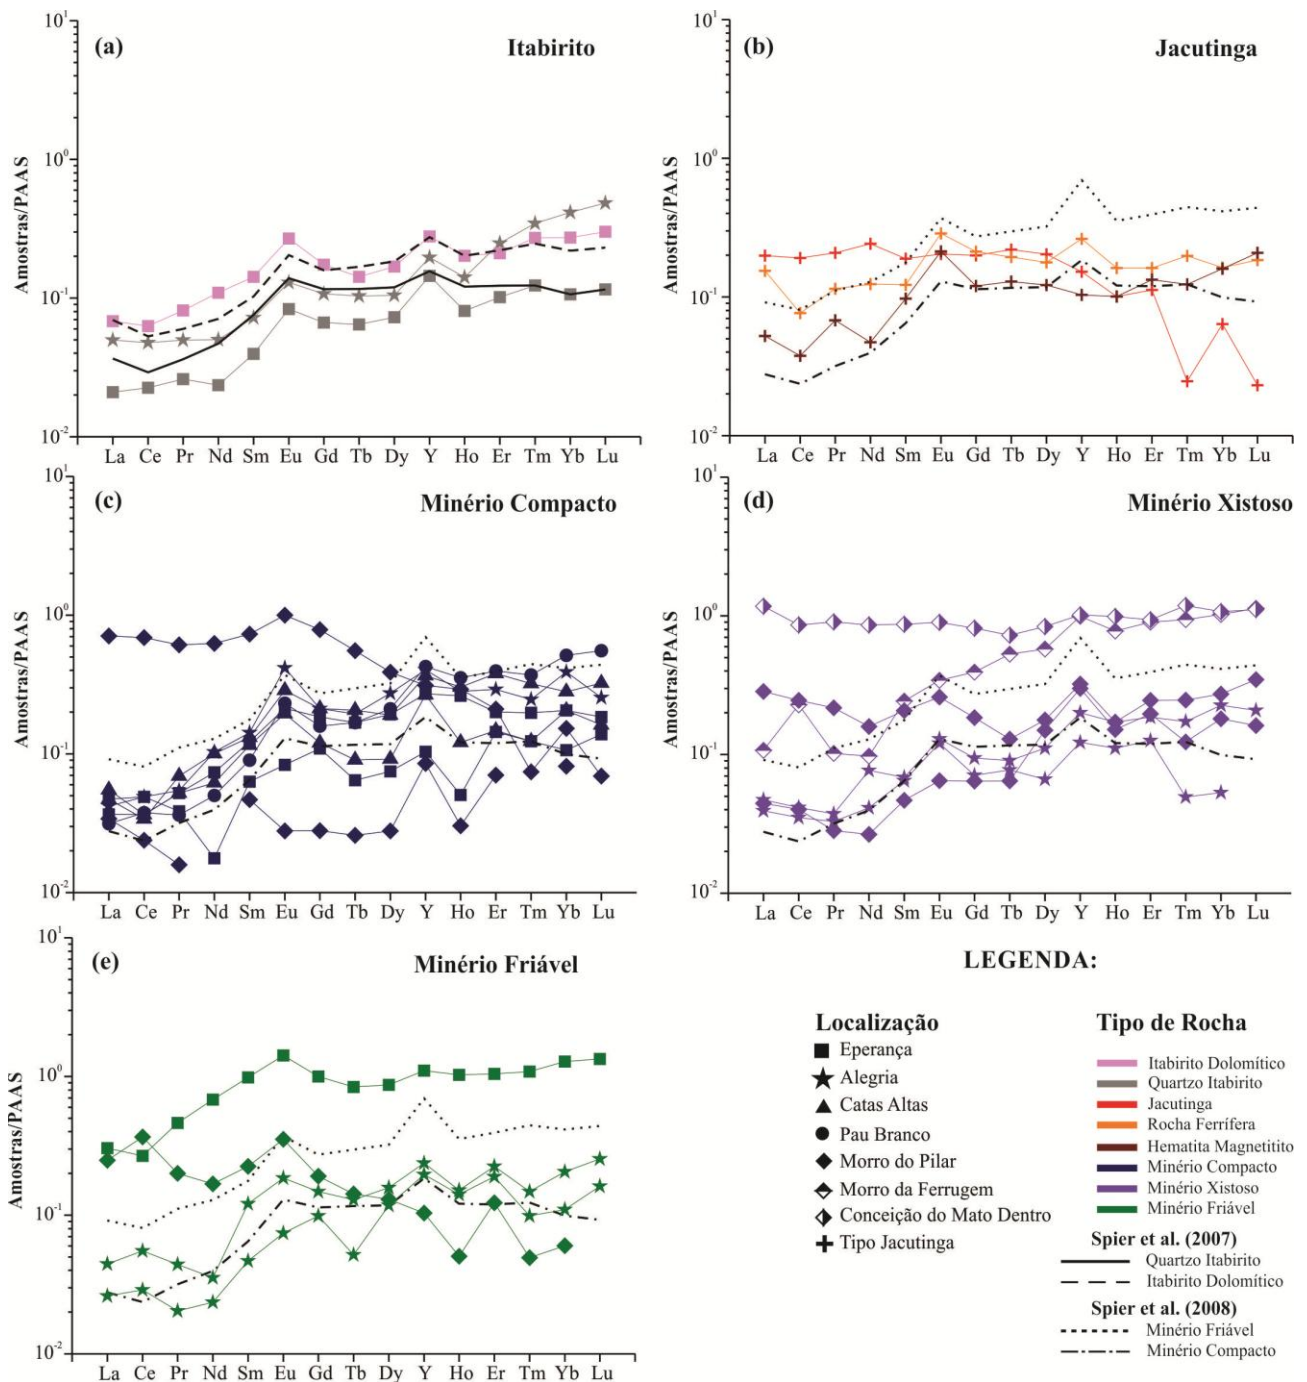 (a)
Itabirito
Amostras/PAAS
10¹
10⁰
10⁻¹
10⁻²
La Ce Pr Nd Sm Eu Gd Tb Dy Y Ho Er Tm Yb Lu
(b)
Jacutinga
Amostras/PAAS
10¹
10⁰
10⁻¹
10⁻²
La Ce Pr Nd Sm Eu Gd Tb Dy Y Ho Er Tm Yb Lu
(c)
Minério Compacto
Amostras/PAAS
10¹
10⁰
10⁻¹
10⁻²
La Ce Pr Nd Sm Eu Gd Tb Dy Y Ho Er Tm Yb Lu
(d)
Minério Xistoso
Amostras/PAAS
10¹
10⁰
10⁻¹
10⁻²
La Ce Pr Nd Sm Eu Gd Tb Dy Y Ho Er Tm Yb Lu
(e)
Minério Friável
Amostras/PAAS
10¹
10⁰
10⁻¹
10⁻²
La Ce Pr Nd Sm Eu Gd Tb Dy Y Ho Er Tm Yb Lu
LEGENDA:
Localização
Eperança
Alegria
Catas Altas
Pau Branco
Morro do Pilar
Morro da Ferrugem
Conceição do Mato Dentro
Tipo Jacutinga
Tipo de Rocha
Itabirito Dolomítico
Quartzo Itabirito
Jacutinga
Rocha Ferrífera
Hematita Magnetitito
Minério Compacto
Minério Xistoso
Minério Friável
Spier et al. (2007)
Quartzo Itabirito
Itabirito Dolomítico
Spier et al. (2008)
Minério Friável
Minério Compacto